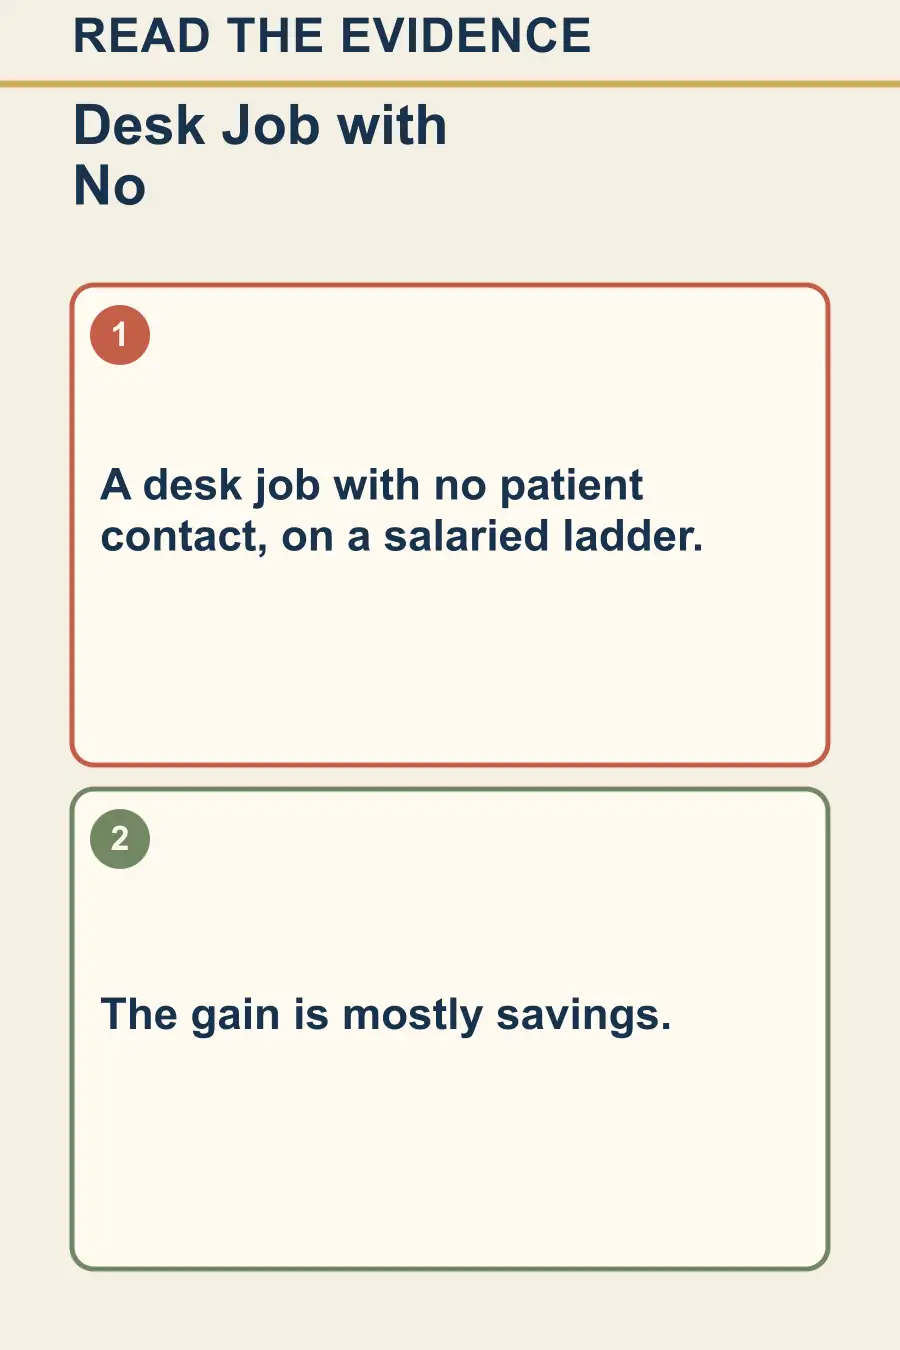 READ THE EVIDENCE
Desk Job with
No
1
A desk job with no patient
contact, on a salaried ladder.
2
The gain is mostly savings.